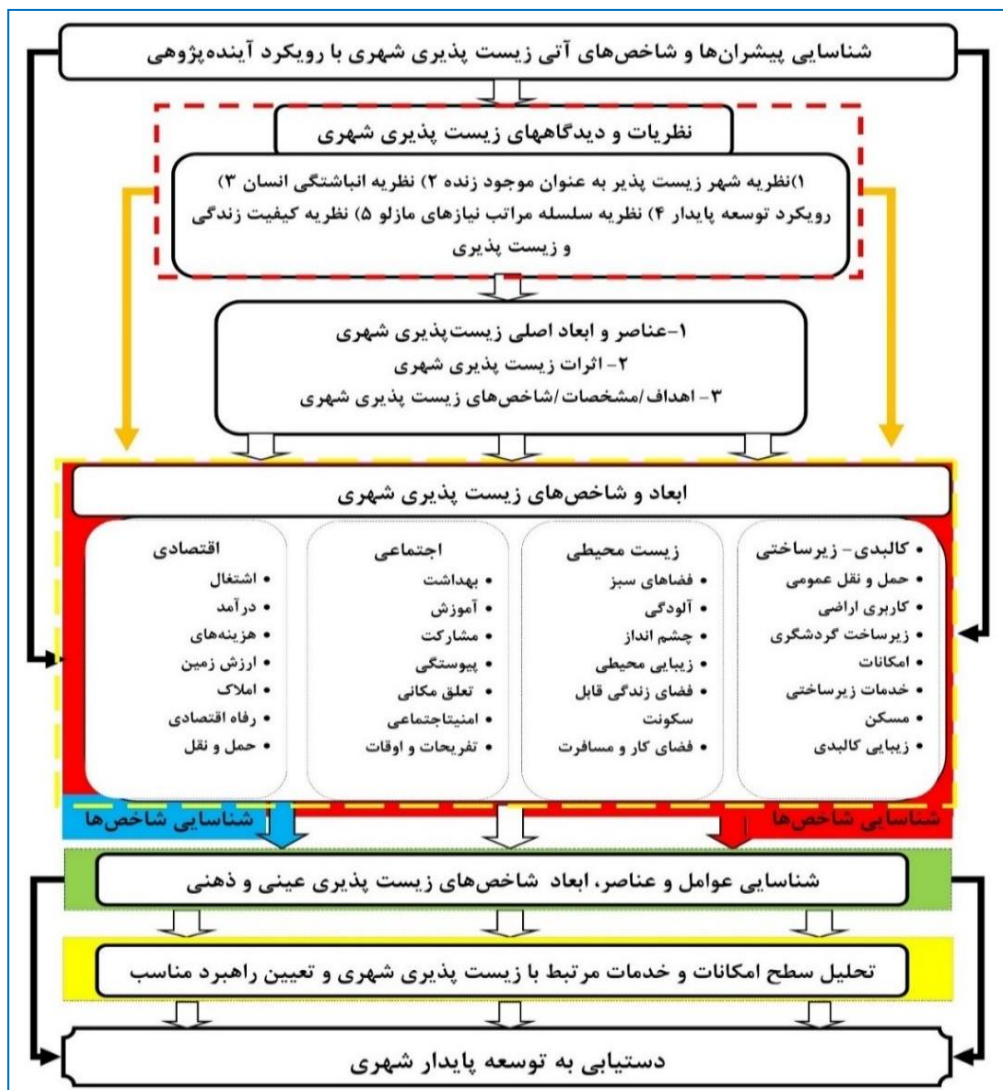 شناسایی پیشران‌ها و شاخص‌های آتی زیست پذیری شهری با رویکرد آینده‌پژوهی
نظریات و دیدگاههای زیست پذیری شهری
۱)نظریه شهر زیست پذیر به عنوان موجود زنده ۲) نظریه انباشتگی انسان ۳)
رویکرد توسعه پایدار ۴) نظریه سلسله مراتب نیازهای مازلو ۵) نظریه کیفیت زندگی
و زیست پذیری
۱-عناصر و ابعاد اصلی زیست‌پذیری شهری
۲- اثرات زیست پذیری شهری
۳- اهداف/مشخصات/شاخص‌های زیست پذیری شهری
ابعاد و شاخص‌های زیست پذیری شهری
• کالبدی- زیرساختی
• حمل و نقل عمومی
• کاربری اراضی
• زیرساخت گردشگری
• امکانات
• خدمات زیرساختی
• مسکن
• زیبایی کالبدی
زیست محیطی
• فضاهای سبز
• آلودگی
• چشم انداز
• زیبایی محیطی
• فضای زندگی قابل
سکونت
• فضای کار و مسافرت
اجتماعی
• بهداشت
• آموزش
• مشارکت
• پیوستگی
• تعلق مکانی
• امنیتاجتماعی
• تفریحات و اوقات
اقتصادی
• اشتغال
• درآمد
• هزینه‌های
• ارزش زمین
• املاک
• رفاه اقتصادی
• حمل و نقل
شناسایی شاخص‌ها
شناسایی شاخص‌ها
شناسایی عوامل و عناصر، ابعاد شاخص‌های زیست پذیری عینی و ذهنی
تحلیل سطح امکانات و خدمات مرتبط با زیست پذیری شهری و تعیین راهبرد مناسب
دستیابی به توسعه پایدار شهری